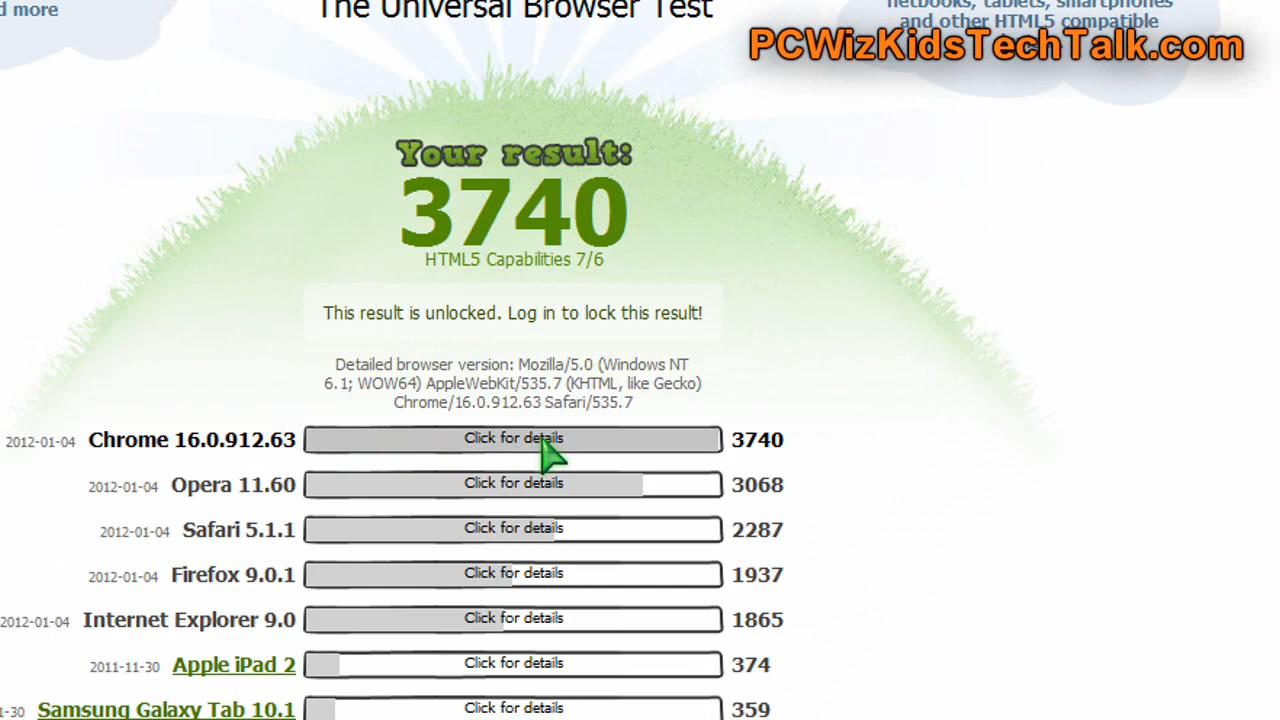 d more
The Universal Browser Test
netbooks, tablets, smartphones
and other HTML5 compatible
PCWizKidsTechTalk.com
Your result:
3740
HTML5 Capabilities 7/6
This result is unlocked. Log in to lock this result!
Detailed browser version: Mozilla/5.0 (Windows NT
6.1; WOW64) AppleWebKit/535.7 (KHTML, like Gecko)
Chrome/16.0.912.63 Safari/535.7
2012-01-04 Chrome 16.0.912.63 Click for details 3740
2012-01-04 Opera 11.60 Click for details 3068
2012-01-04 Safari 5.1.1 Click for details 2287
2012-01-04 Firefox 9.0.1 Click for details 1937
2012-01-04 Internet Explorer 9.0 Click for details 1865
2011-11-30 Apple iPad 2 Click for details 374
-30 Samsung Galaxy Tab 10.1 Click for details 359